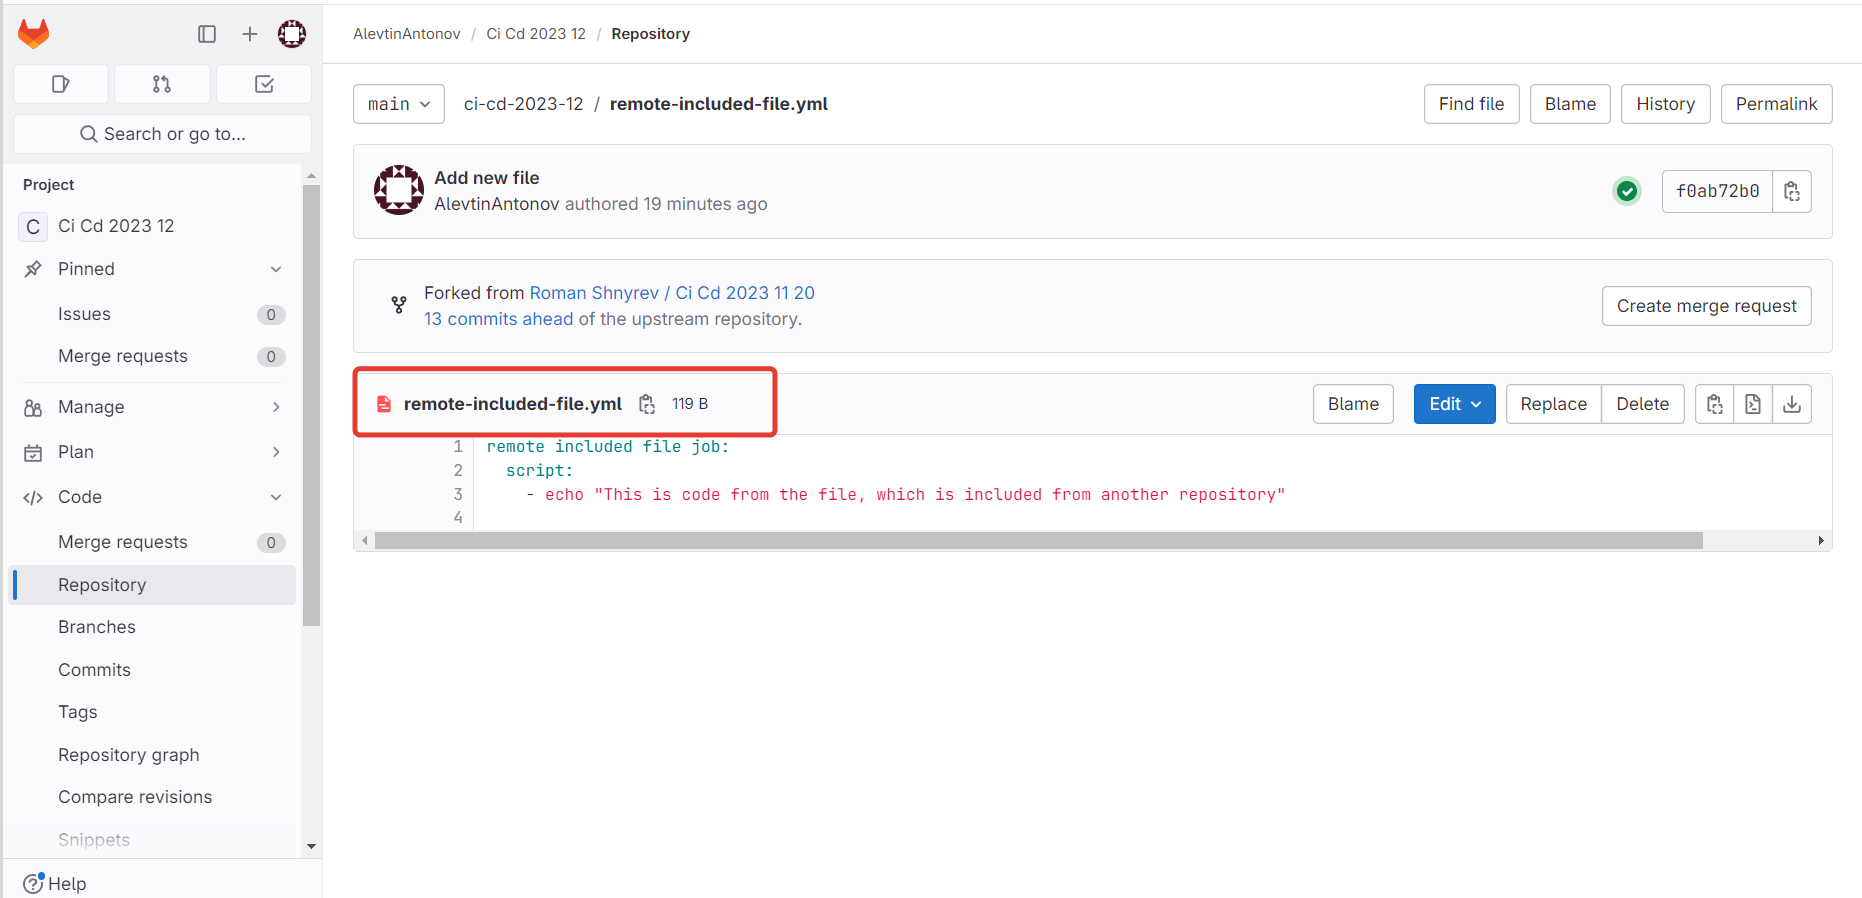 AlevtinAntonov / Ci Cd 2023 12 / Repository
Search or go to...
Project
C Ci Cd 2023 12
Pinned
Issues 0
Merge requests 0
Manage
Plan
Code
Merge requests 0
Repository
Branches
Commits
Tags
Repository graph
Compare revisions
Snippets
Help
main ci-cd-2023-12 / remote-included-file.yml Find file Blame History Permalink
Add new file
AlevtinAntonov authored 19 minutes ago
f0ab72b0
Forked from Roman Shnyrev / Ci Cd 2023 11 20
13 commits ahead of the upstream repository.
Create merge request
remote-included-file.yml 119 B Blame Edit Replace Delete
1 remote included file job:
2 script:
3 - echo "This is code from the file, which is included from another repository"
4